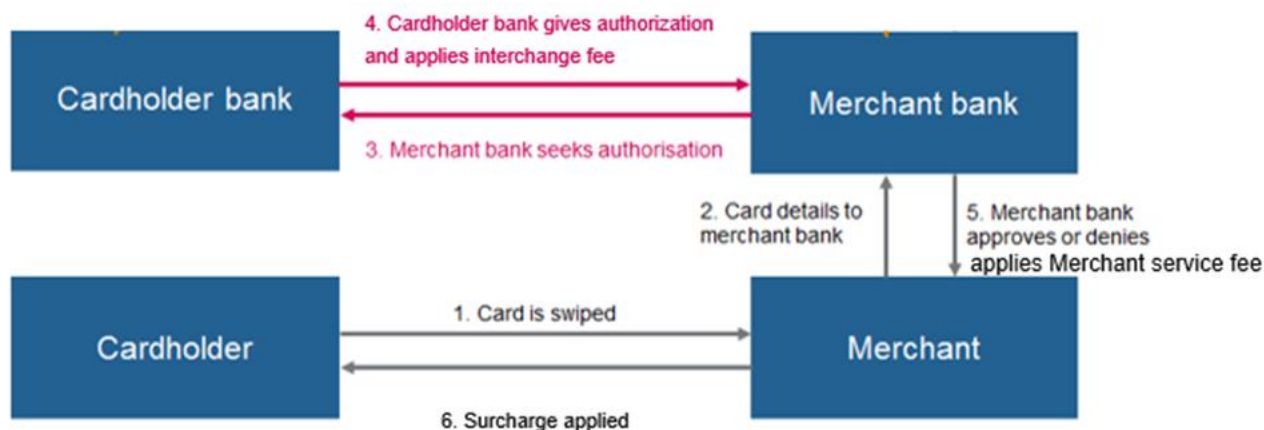 4. Cardholder bank gives authorization
and applies interchange fee
Cardholder bank
Merchant bank
3. Merchant bank seeks authorisation
2. Card details to
merchant bank
5. Merchant bank
approves or denies
applies Merchant service fee
Cardholder
1. Card is swiped
Merchant
6. Surcharge applied